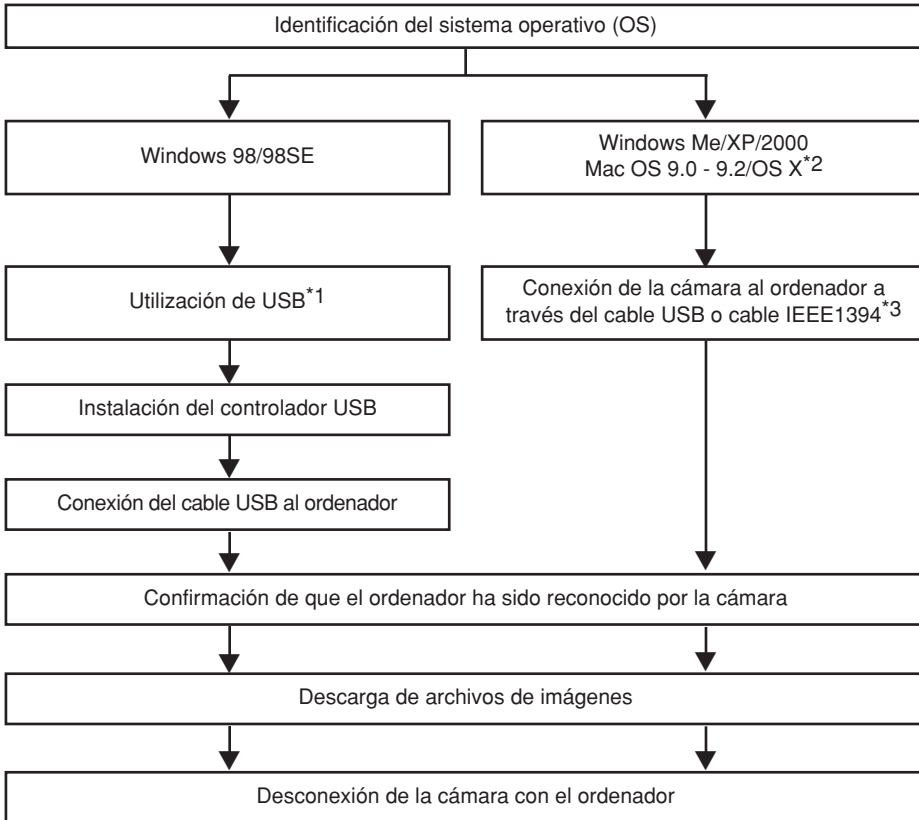 Identificación del sistema operativo (OS)
Windows 98/98SE
Windows Me/XP/2000
Mac OS 9.0 - 9.2/OS X*2
Utilización de USB*1
Conexión de la cámara al ordenador a
través del cable USB o cable IEEE1394*3
Instalación del controlador USB
Conexión del cable USB al ordenador
Confirmación de que el ordenador ha sido reconocido por la cámara
Descarga de archivos de imágenes
Desconexión de la cámara con el ordenador